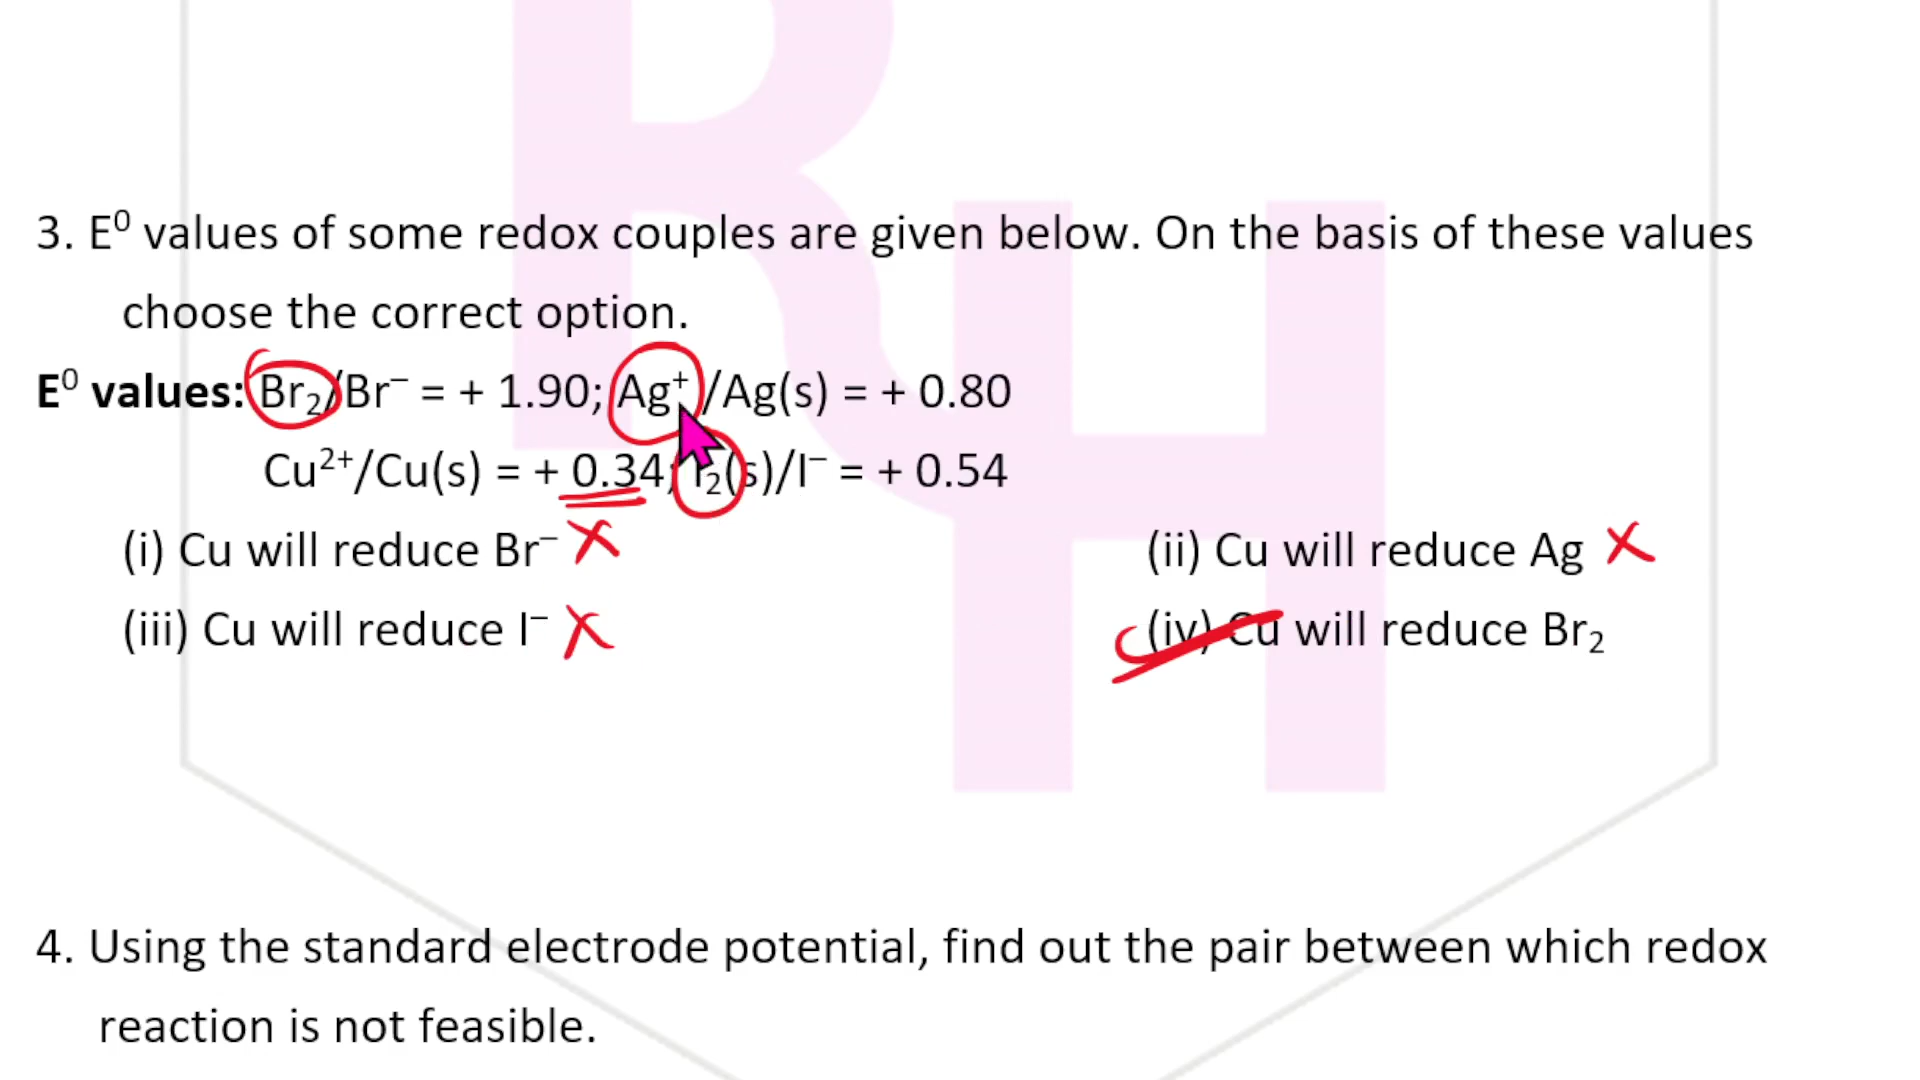 3. E⁰ values of some redox couples are given below. On the basis of these values
choose the correct option.
E⁰ values: Br₂/Br⁻ = + 1.90; Ag⁺ /Ag(s) = + 0.80
Cu²⁺/Cu(s) = + 0.34; I₂(s)/I⁻ = + 0.54
(i) Cu will reduce Br⁻ (ii) Cu will reduce Ag
(iii) Cu will reduce I⁻ (iv) Cu will reduce Br₂
4. Using the standard electrode potential, find out the pair between which redox
reaction is not feasible.